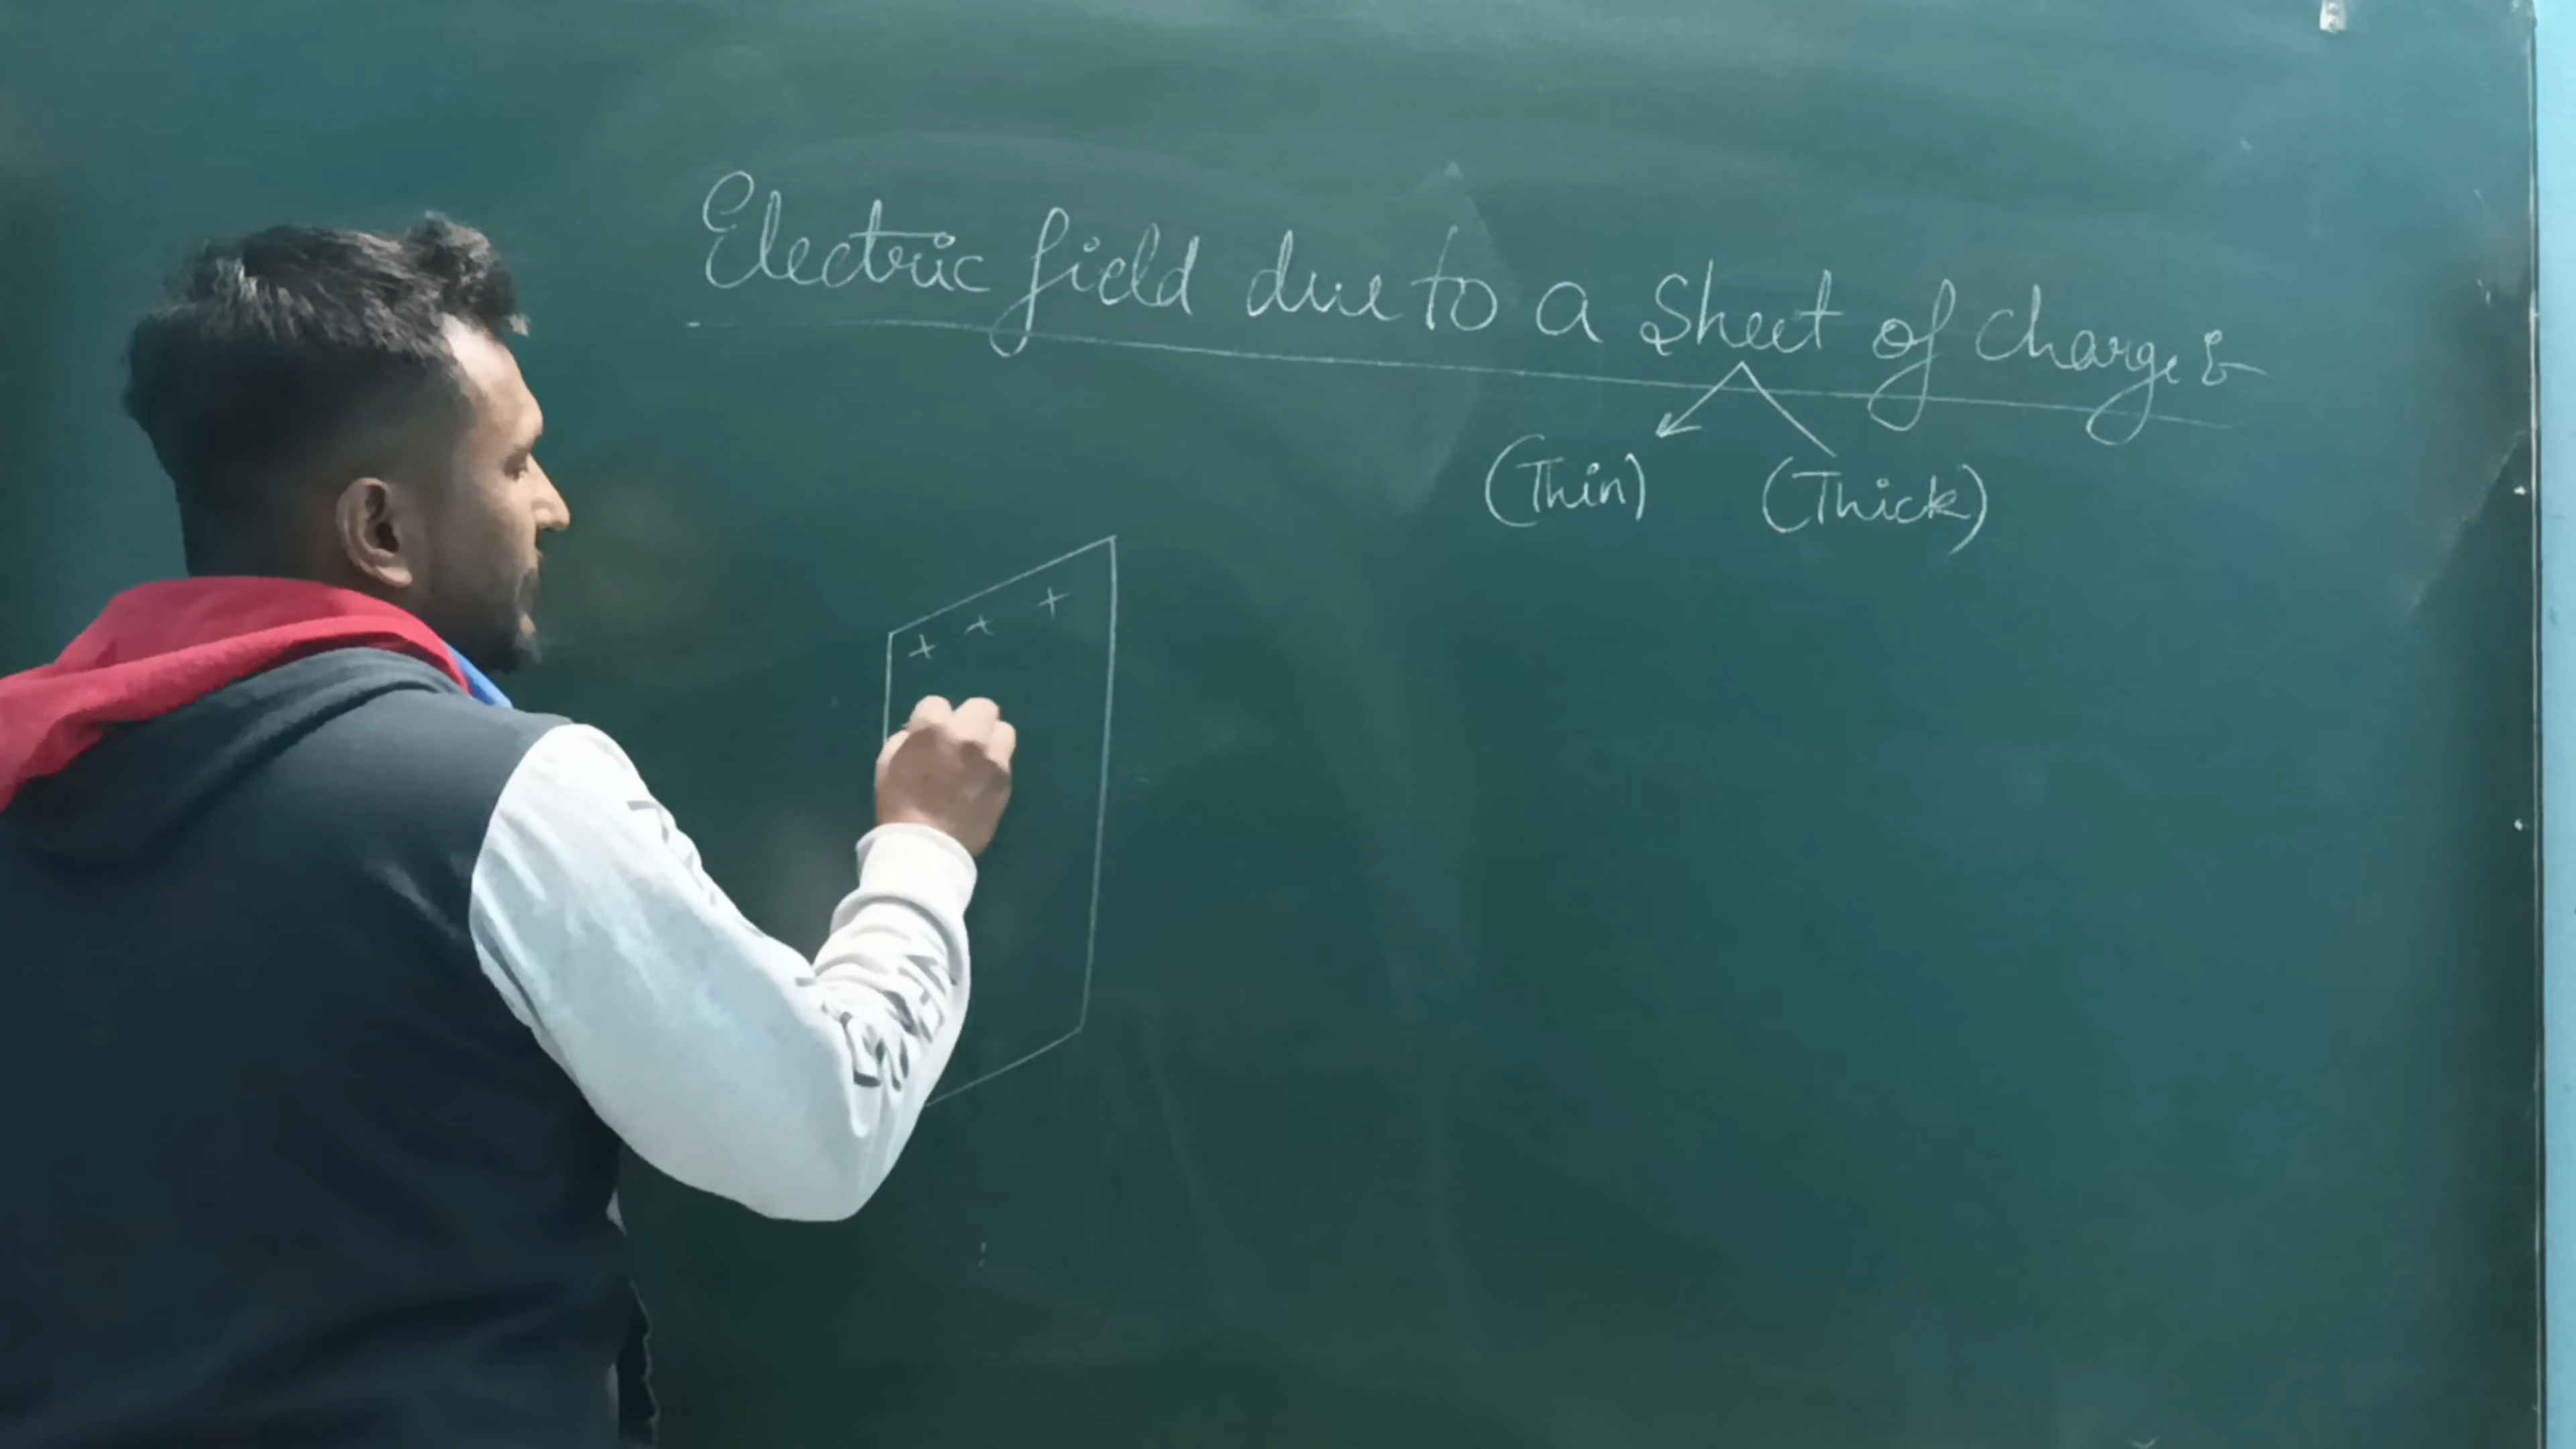 Electric field due to a Sheet of Charge :-
(Thin) (Thick)
+ + +